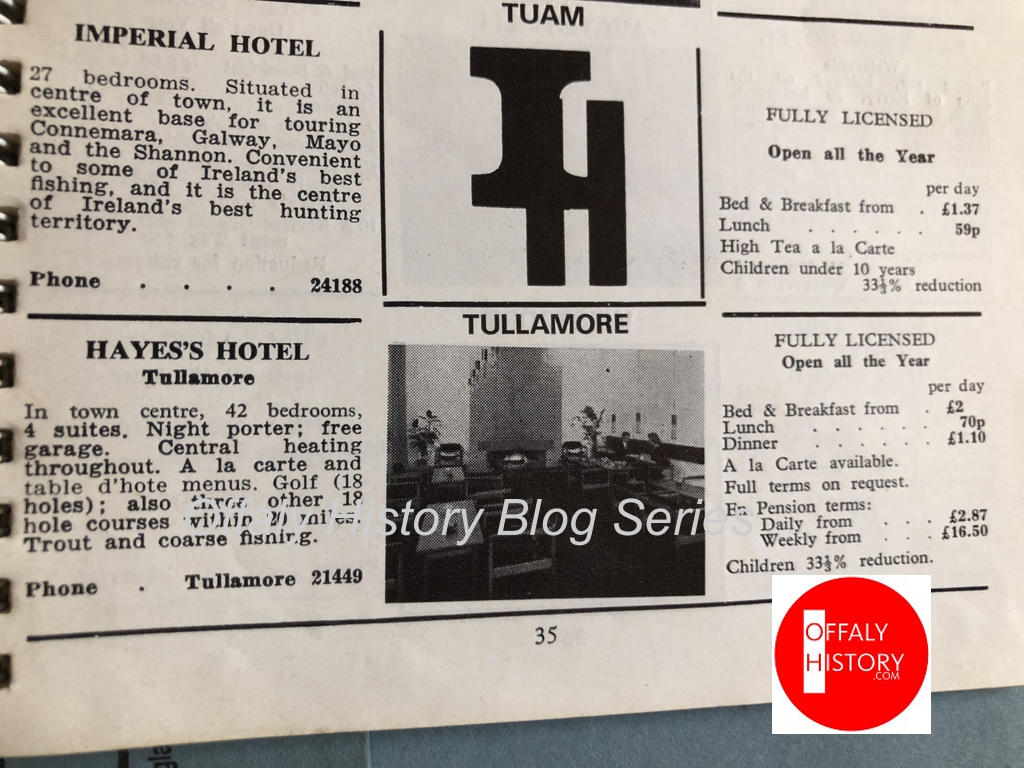 TUAM
IMPERIAL HOTEL
27 bedrooms. Situated in
centre of town, it is an
excellent base for touring
Connemara, Galway, Mayo
and the Shannon. Convenient
to some of Ireland's best
fishing, and it is the centre
of Ireland's best hunting
territory.
Phone . . . . 24188
FULLY LICENSED
Open all the Year
per day
Bed & Breakfast from . £1.37
Lunch . . . . . . 59p
High Tea a la Carte
Children under 10 years
33⅓% reduction
TULLAMORE
HAYES'S HOTEL
Tullamore
In town centre, 42 bedrooms,
4 suites. Night porter; free
garage. Central heating
throughout. A la carte and
table d'hote menus. Golf (18
holes); also three other 18
hole courses within 20 miles.
Trout and coarse fishing.
Phone . Tullamore 21449
FULLY LICENSED
Open all the Year
per day
Bed & Breakfast from . £2
Lunch . . . . . . 70p
Dinner . . . . . . £1.10
A la Carte available.
Full terms on request.
En Pension terms:
Daily from . . . £2.87
Weekly from . . . £16.50
Children 33⅓% reduction.
History Blog Series
35
OFFALY
HISTORY
.COM